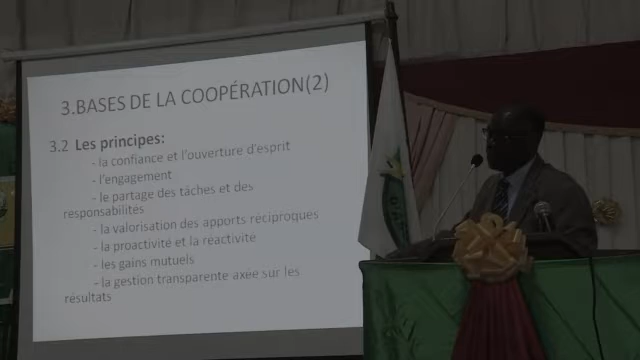 3.BASES DE LA COOPÉRATION(2)
3.2 Les principes:
- la confiance et l'ouverture d'esprit
- l'engagement
- le partage des tâches et des
responsabilités
- la valorisation des apports réciproques
- la proactivité et la réactivité
- les gains mutuels
- la gestion transparente axée sur les
résultats